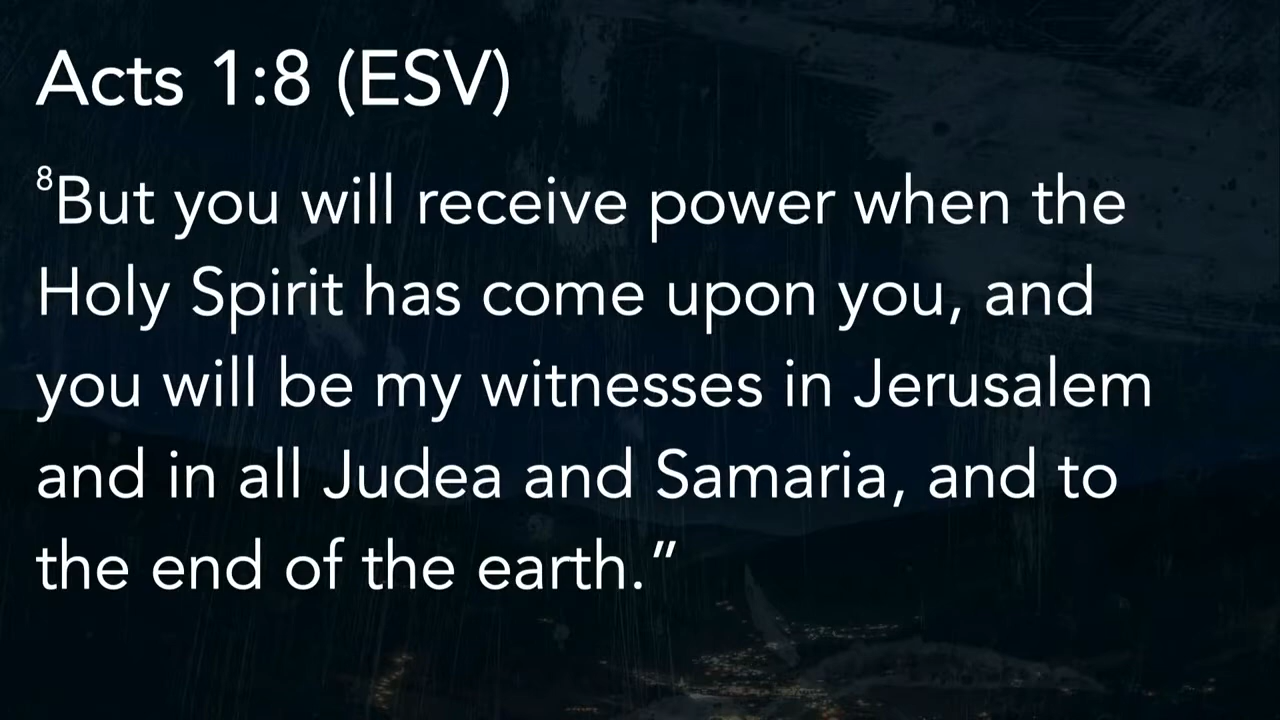 Acts 1:8 (ESV)
⁸But you will receive power when the
Holy Spirit has come upon you, and
you will be my witnesses in Jerusalem
and in all Judea and Samaria, and to
the end of the earth.”